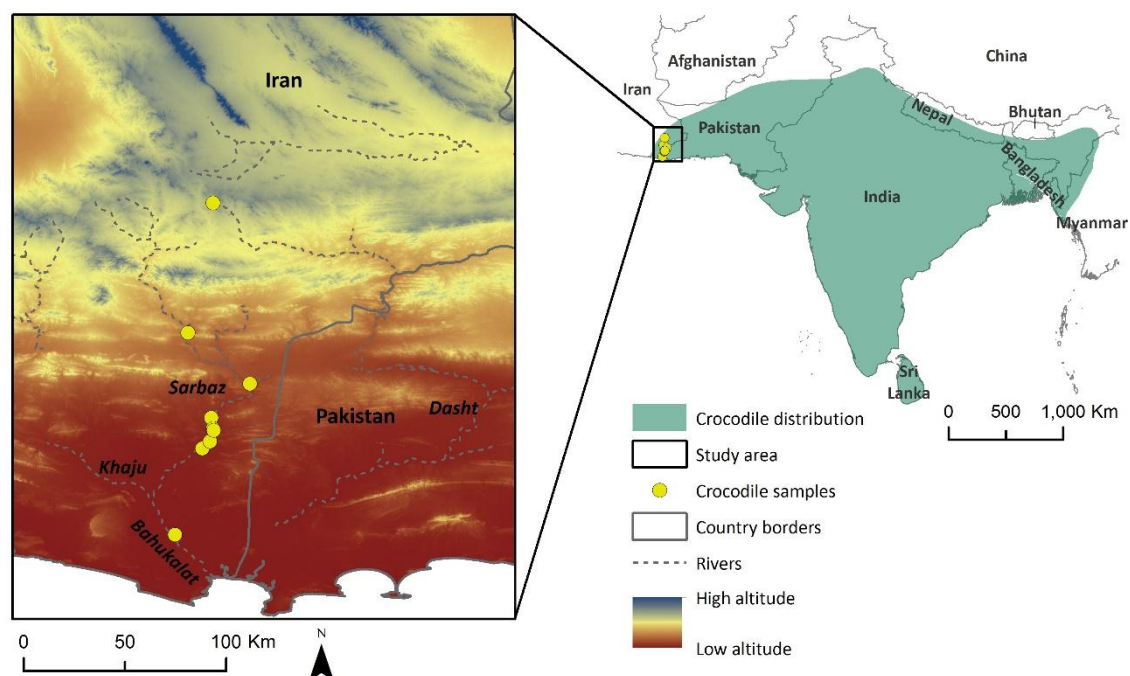 Iran
Sarbaz
Pakistan
Dasht
Khaju
Bahukalat
0 50 100 Km
N
China
Afghanistan
Iran
Pakistan
Nepal
Bhutan
Bangladesh
India
Myanmar
Sri
Lanka
0 500 1,000 Km
Crocodile distribution
Study area
Crocodile samples
Country borders
Rivers
High altitude
Low altitude